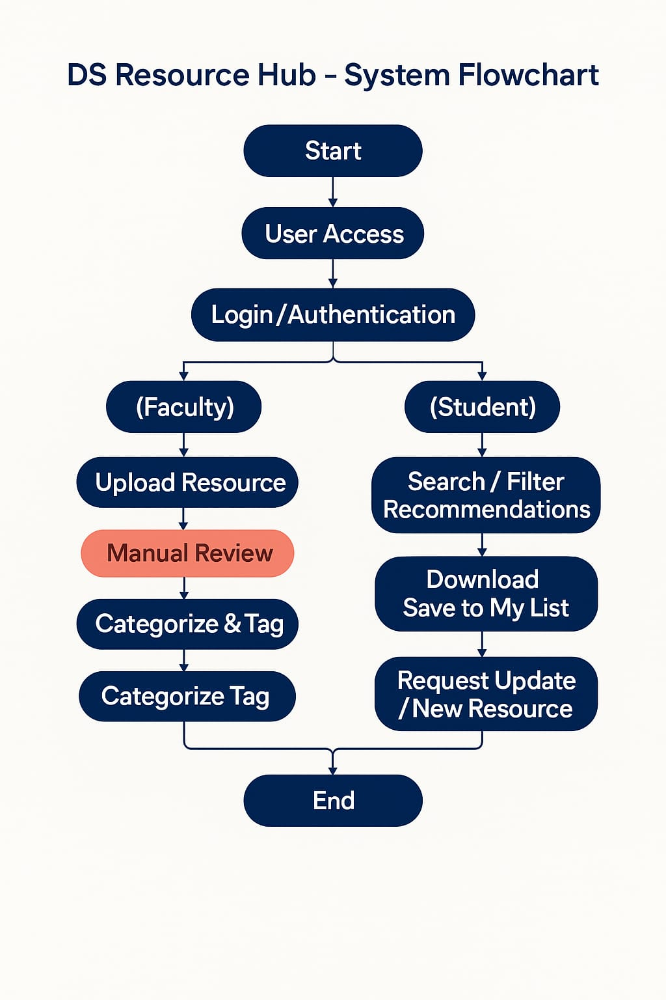 DS Resource Hub - System Flowchart
Start
User Access
Login/Authentication
(Faculty)
Upload Resource
Manual Review
Categorize & Tag
Categorize Tag
(Student)
Search / Filter
Recommendations
Download
Save to My List
Request Update
/New Resource
End